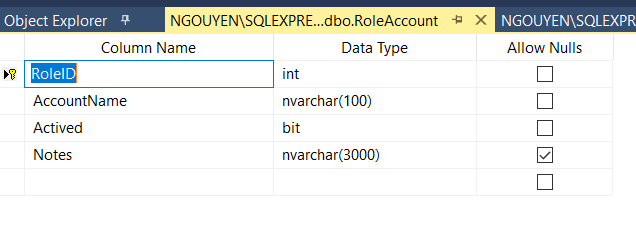 Object Explorer NGOUYEN\SQLEXPRE...dbo.RoleAccount NGOUYEN\SQLEXPR
Column Name Data Type Allow Nulls
RoleID int
AccountName nvarchar(100)
Actived bit
Notes nvarchar(3000)